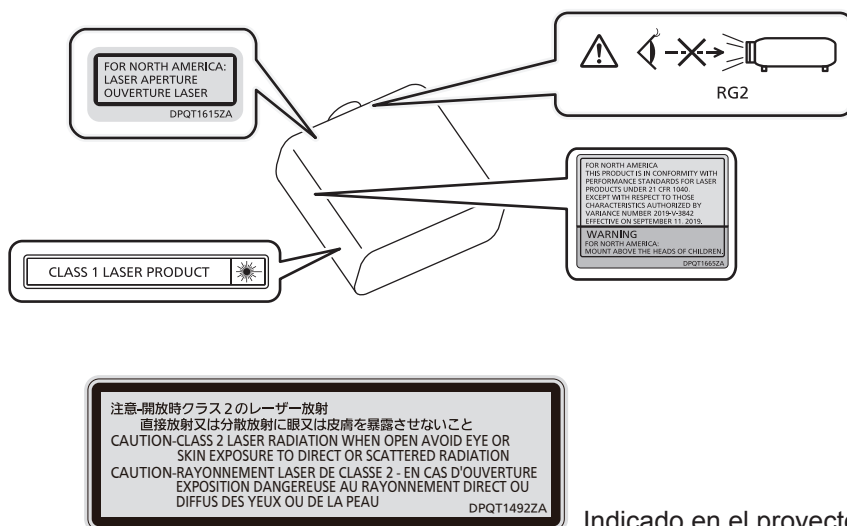 FOR NORTH AMERICA:
LASER APERTURE
OUVERTURE LASER
DPQT1615ZA
RG2
FOR NORTH AMERICA
THIS PRODUCT IS IN CONFORMITY WITH
PERFORMANCE STANDARDS FOR LASER
PRODUCTS UNDER 21 CFR 1040.
EXCEPT WITH RESPECT TO THOSE
CHARACTERISTICS AUTHORIZED BY
VARIANCE NUMBER 2019-V-3842
EFFECTIVE ON SEPTEMBER 11. 2019.
WARNING
FOR NORTH AMERICA:
MOUNT ABOVE THE HEADS OF CHILDREN.
DPQT1665ZA
CLASS 1 LASER PRODUCT
注意-開放時クラス2のレーザー放射
直接放射又は分散放射に眼又は皮膚を暴露させないこと
CAUTION-CLASS 2 LASER RADIATION WHEN OPEN AVOID EYE OR
SKIN EXPOSURE TO DIRECT OR SCATTERED RADIATION
CAUTION-RAYONNEMENT LASER DE CLASSE 2 - EN CAS D'OUVERTURE
EXPOSITION DANGEREUSE AU RAYONNEMENT DIRECT OU
DIFFUS DES YEUX OU DE LA PEAU
DPQT1492ZA
Indicado en el proyecto